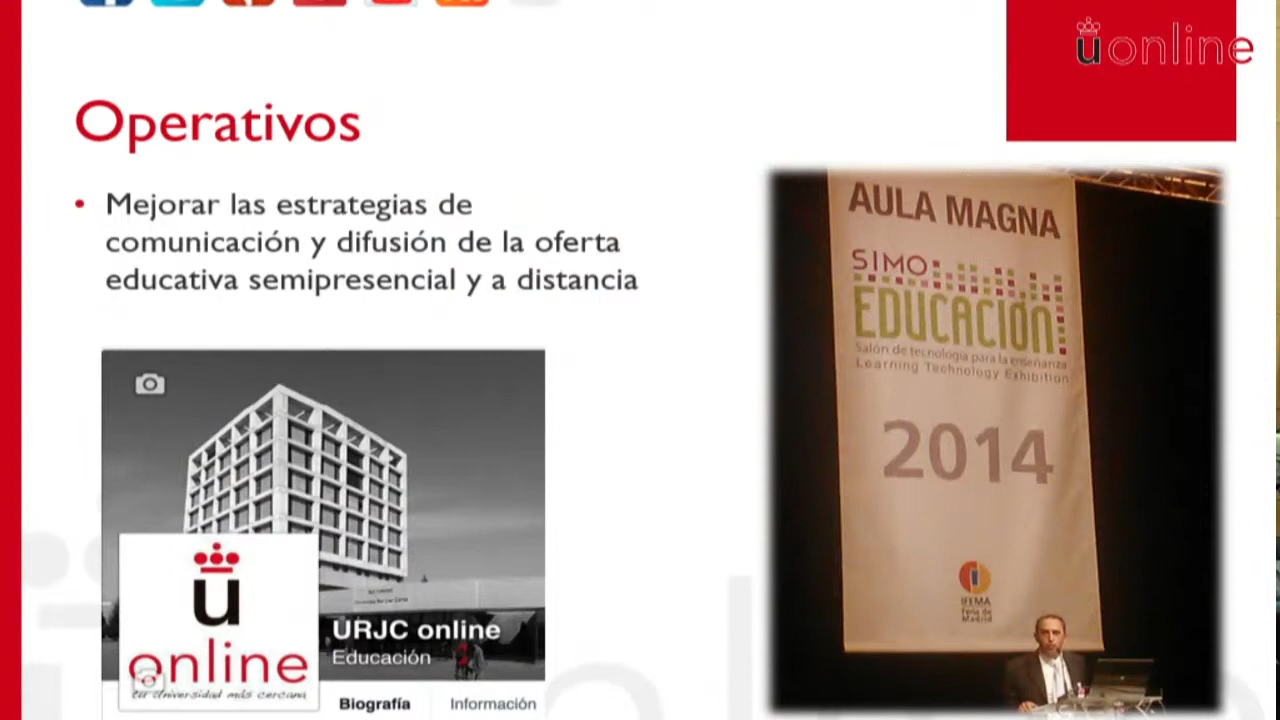 uonline
Operativos
• Mejorar las estrategias de
comunicación y difusión de la oferta
educativa semipresencial y a distancia
AULA MAGNA
SIMO
EDUCACIÓN
Salón de tecnología para la enseñanza
Learning Technology Exhibition
2014
IFEMA
Feria de
Madrid
u
online
tu Universidad más cercana
URJC online
Educación
Biografía Información